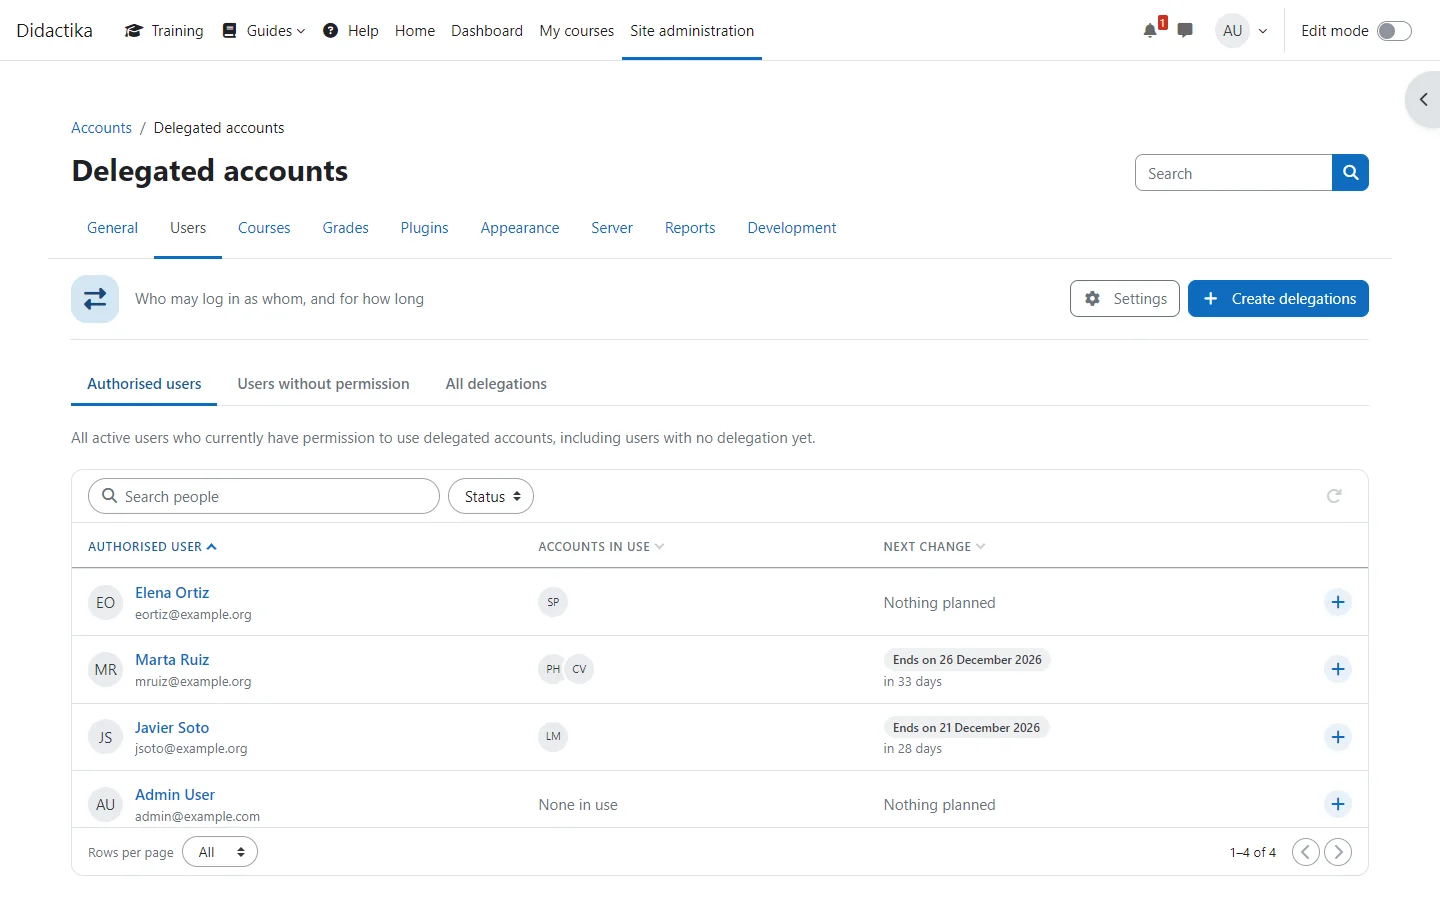 Didactika
Training
Guides
Help
Home
Dashboard
My courses
Site administration
1
AU
Edit mode
Accounts / Delegated accounts
Delegated accounts
Search
General
Users
Courses
Grades
Plugins
Appearance
Server
Reports
Development
Who may log in as whom, and for how long
Settings
Create delegations
Authorised users
Users without permission
All delegations
All active users who currently have permission to use delegated accounts, including users with no delegation yet.
Search people
Status
AUTHORISED USER
ACCOUNTS IN USE
NEXT CHANGE
EO
Elena Ortiz
eortiz@example.org
SP
Nothing planned
MR
Marta Ruiz
mruiz@example.org
PH
CV
Ends on 26 December 2026
in 33 days
JS
Javier Soto
jsoto@example.org
LM
Ends on 21 December 2026
in 28 days
AU
Admin User
admin@example.com
None in use
Nothing planned
Rows per page
All
1–4 of 4